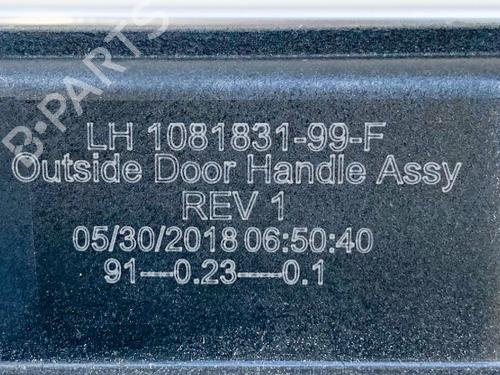 B-PARTS
LH 1081831-99-F
Outside Door Handle Assy
REV 1
05/30/2018 06:50:40
91----0.23----0.1